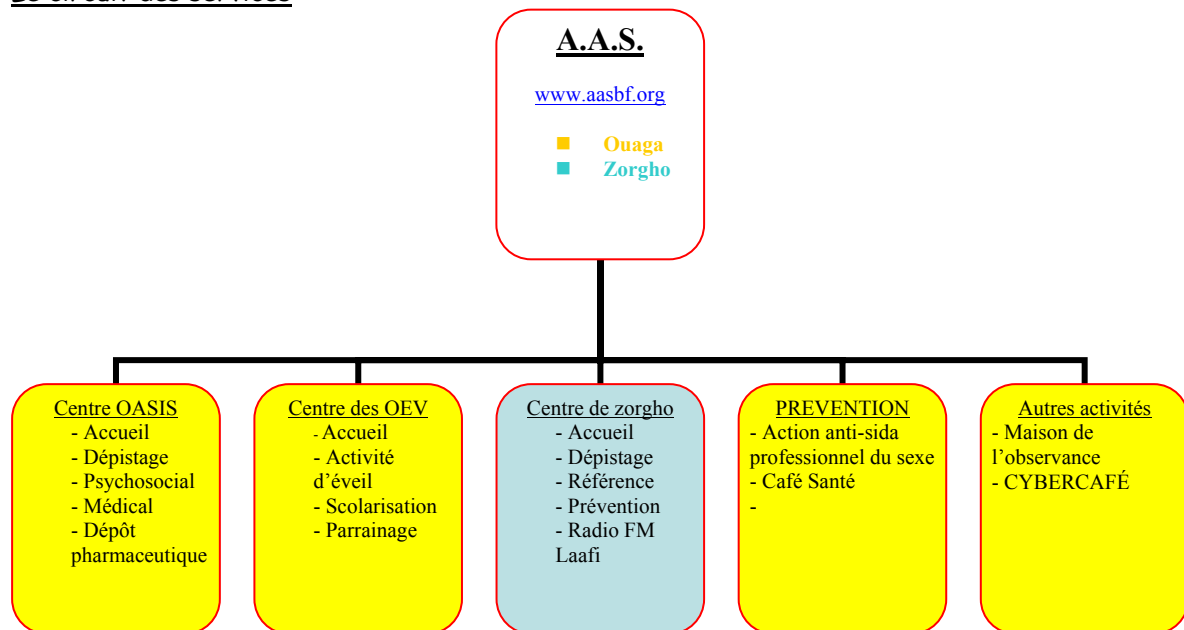 A.A.S.
www.aasbf.org
■ Ouaga
■ Zorgho
Centre OASIS
- Accueil
- Dépistage
- Psychosocial
- Médical
- Dépôt
pharmaceutique
Centre des OEV
- Accueil
- Activité
d'éveil
- Scolarisation
- Parrainage
Centre de zorgho
- Accueil
- Dépistage
- Référence
- Prévention
- Radio FM
Laafi
PREVENTION
- Action anti-sida
professionnel du sexe
- Café Santé
-
Autres activités
- Maison de
l'observance
- CYBERCAFÉ